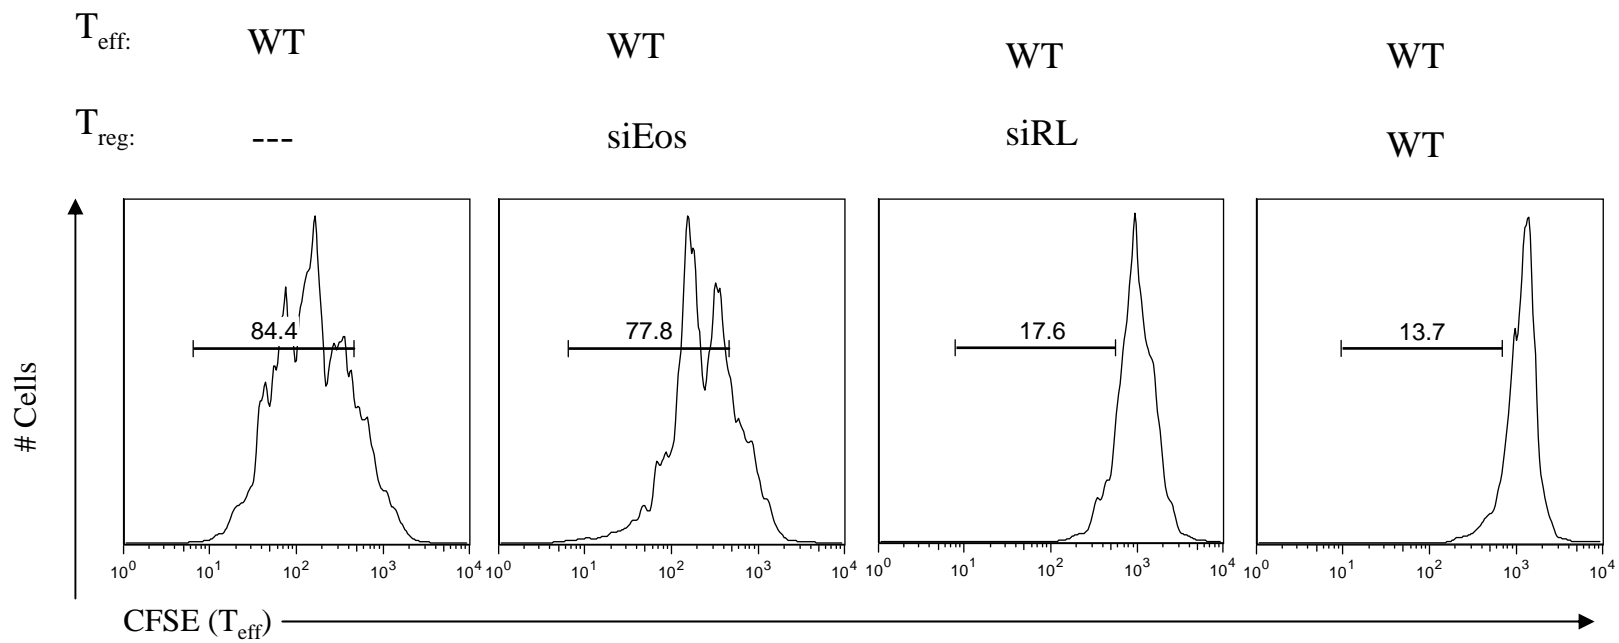 Teff: WT WT WT WT
Treg: --- siEos siRL WT
84.4 77.8 17.6 13.7
# Cells
10^0 10^1 10^2 10^3 10^4 10^0 10^1 10^2 10^3 10^4 10^0 10^1 10^2 10^3 10^4 10^0 10^1 10^2 10^3 10^4
CFSE (Teff)